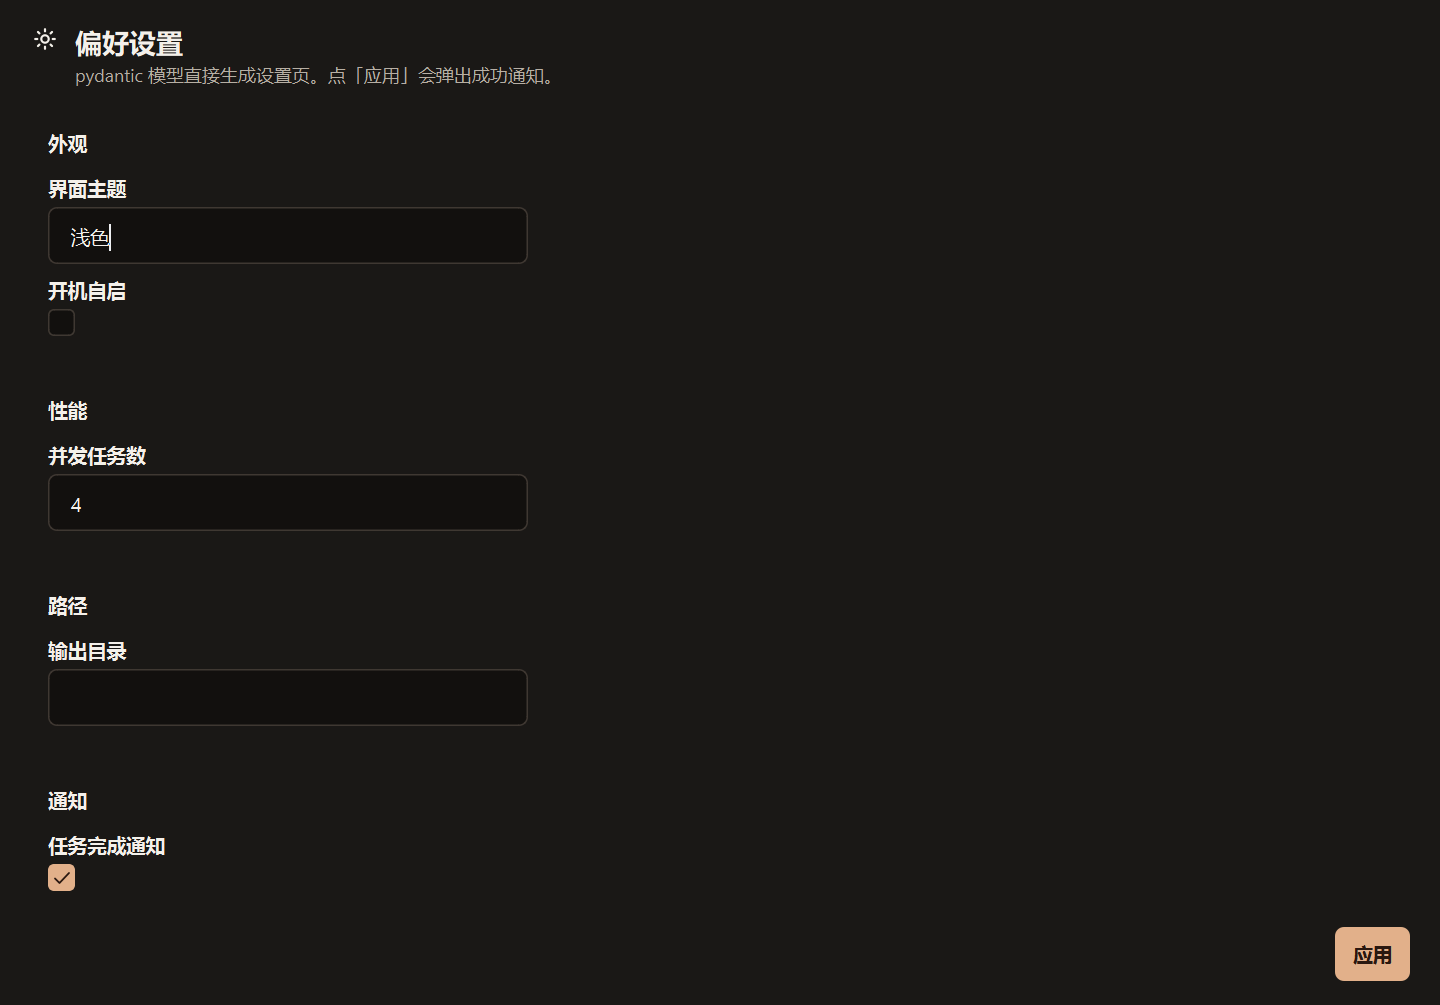 偏好设置
pydantic 模型直接生成设置页。点「应用」会弹出成功通知。
外观
界面主题
浅色
开机自启
性能
并发任务数
4
路径
输出目录
通知
任务完成通知
应用